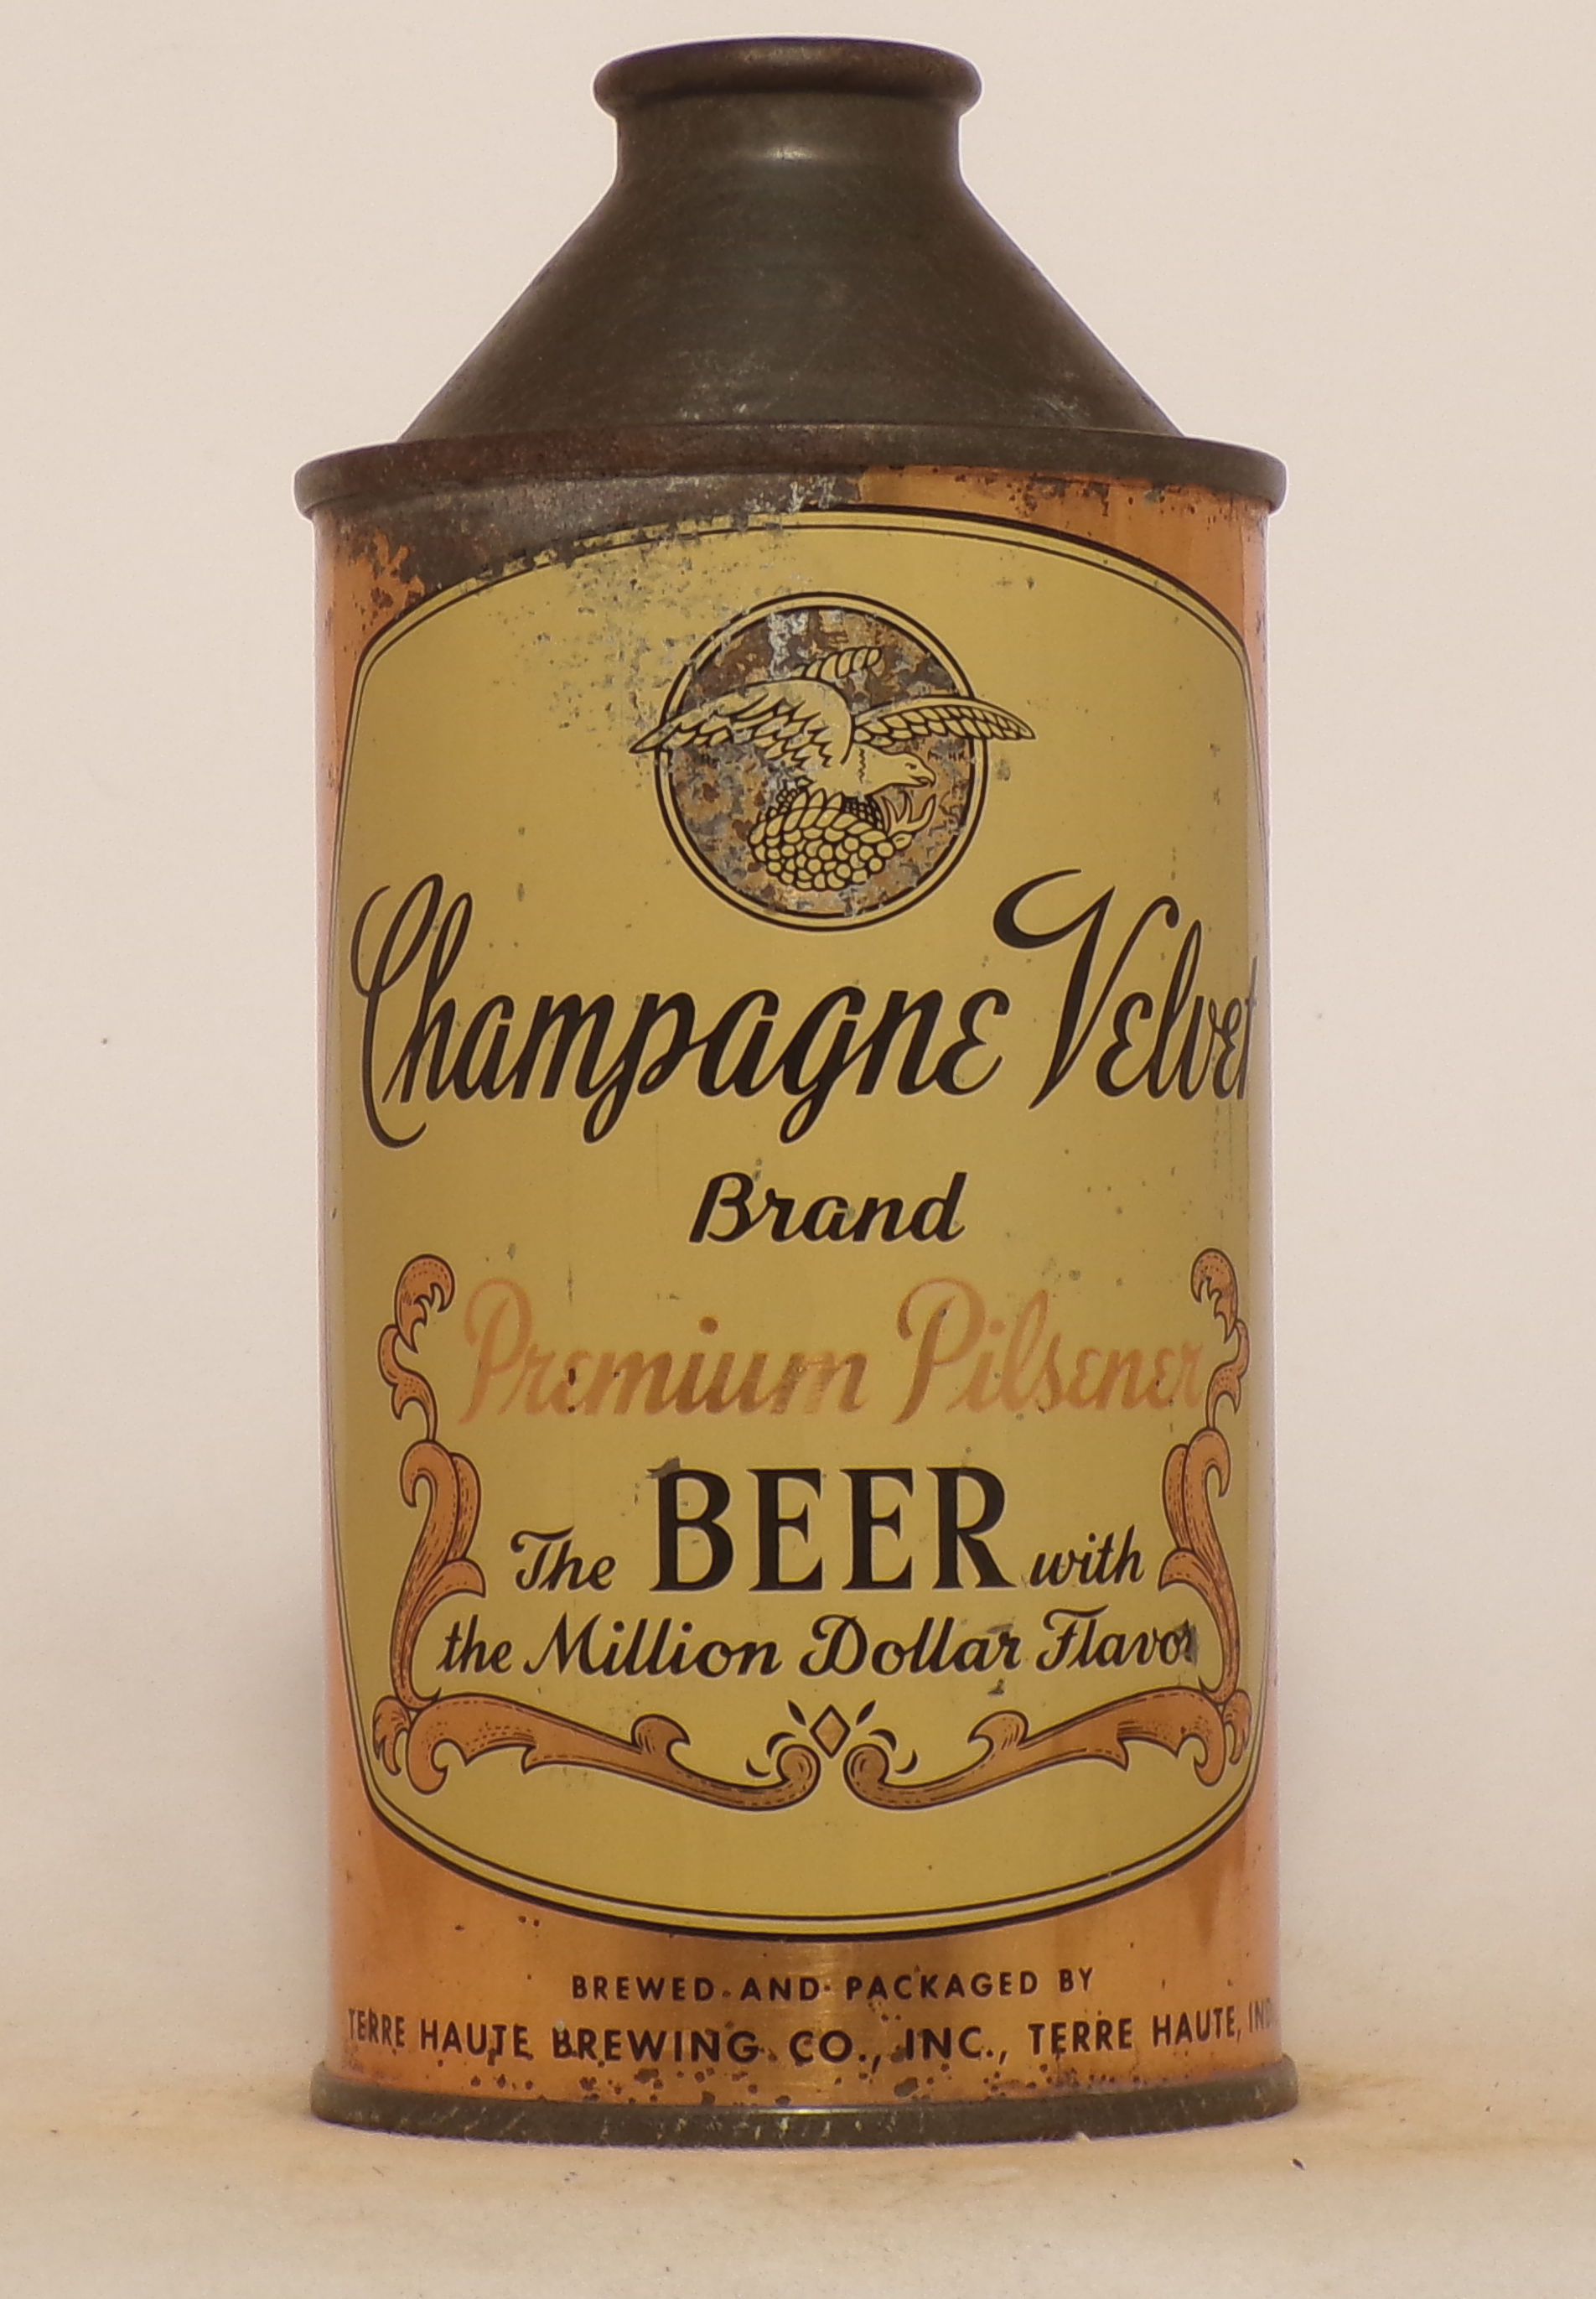 Champagne Velvet
Brand
Premium Pilsener
The BEER with
the Million Dollar Flavor
BREWED AND PACKAGED BY
TERRE HAUTE BREWING CO., INC., TERRE HAUTE, IND.